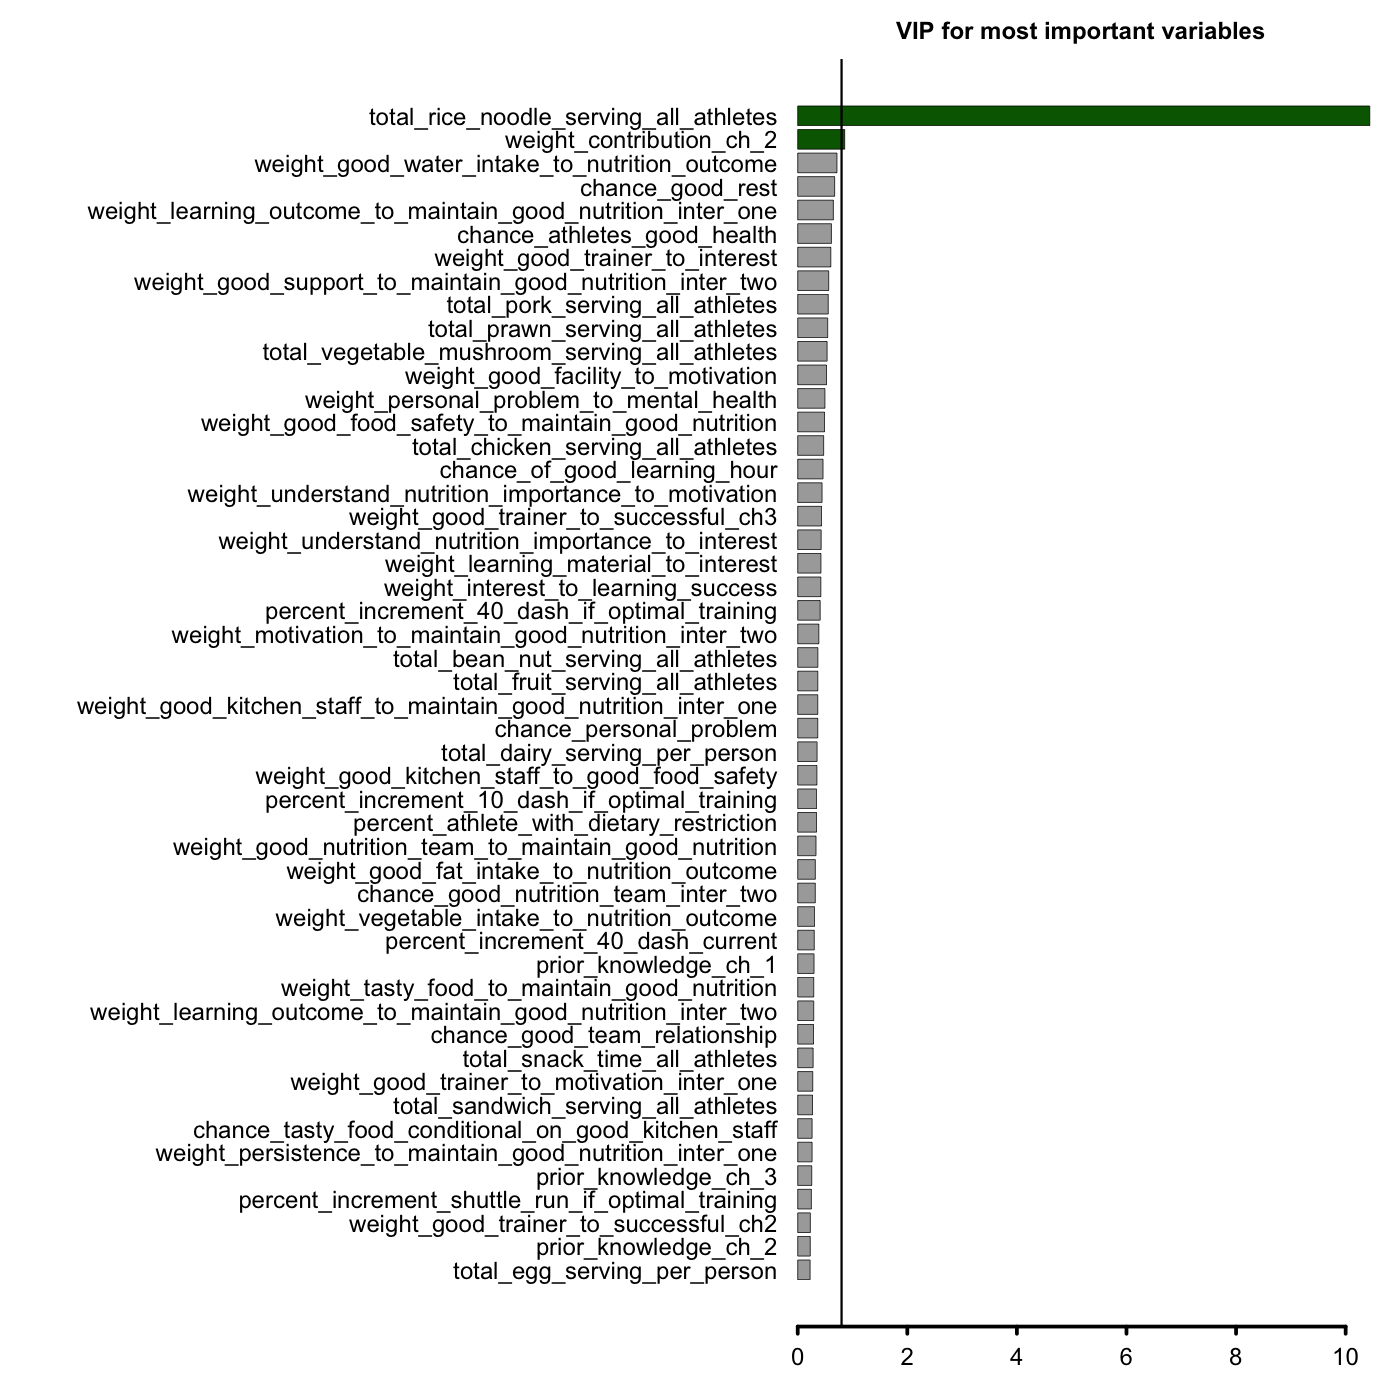 VIP for most important variables
total_rice_noodle_serving_all_athletes
weight_contribution_ch_2
weight_good_water_intake_to_nutrition_outcome
chance_good_rest
weight_learning_outcome_to_maintain_good_nutrition_inter_one
chance_athletes_good_health
weight_good_trainer_to_interest
weight_good_support_to_maintain_good_nutrition_inter_two
total_pork_serving_all_athletes
total_prawn_serving_all_athletes
total_vegetable_mushroom_serving_all_athletes
weight_good_facility_to_motivation
weight_personal_problem_to_mental_health
weight_good_food_safety_to_maintain_good_nutrition
total_chicken_serving_all_athletes
chance_of_good_learning_hour
weight_understand_nutrition_importance_to_motivation
weight_good_trainer_to_successful_ch3
weight_understand_nutrition_importance_to_interest
weight_learning_material_to_interest
weight_interest_to_learning_success
percent_increment_40_dash_if_optimal_training
weight_motivation_to_maintain_good_nutrition_inter_two
total_bean_nut_serving_all_athletes
total_fruit_serving_all_athletes
weight_good_kitchen_staff_to_maintain_good_nutrition_inter_one
chance_personal_problem
total_dairy_serving_per_person
weight_good_kitchen_staff_to_good_food_safety
percent_increment_10_dash_if_optimal_training
percent_athlete_with_dietary_restriction
weight_good_nutrition_team_to_maintain_good_nutrition
weight_good_fat_intake_to_nutrition_outcome
chance_good_nutrition_team_inter_two
weight_vegetable_intake_to_nutrition_outcome
percent_increment_40_dash_current
prior_knowledge_ch_1
weight_tasty_food_to_maintain_good_nutrition
weight_learning_outcome_to_maintain_good_nutrition_inter_two
chance_good_team_relationship
total_snack_time_all_athletes
weight_good_trainer_to_motivation_inter_one
total_sandwich_serving_all_athletes
chance_tasty_food_conditional_on_good_kitchen_staff
weight_persistence_to_maintain_good_nutrition_inter_one
prior_knowledge_ch_3
percent_increment_shuttle_run_if_optimal_training
weight_good_trainer_to_successful_ch2
prior_knowledge_ch_2
total_egg_serving_per_person
0 2 4 6 8 10